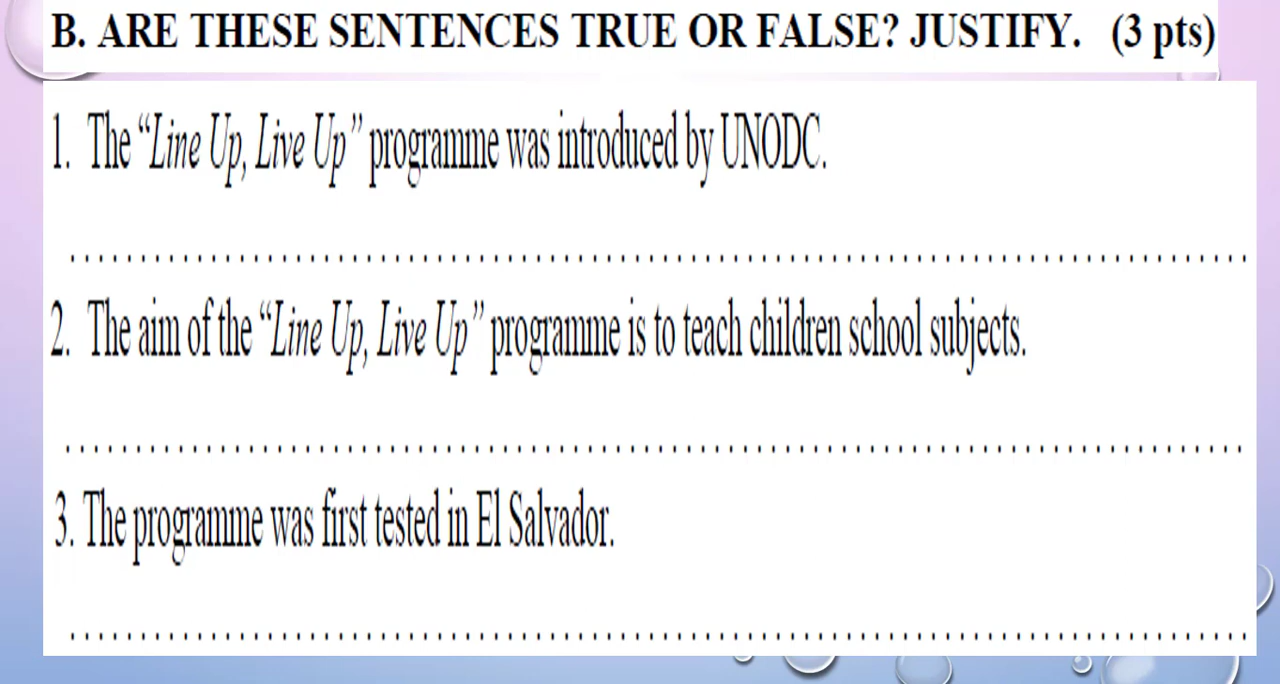 B. ARE THESE SENTENCES TRUE OR FALSE? JUSTIFY. (3 pts)
1. The “Line Up, Live Up” programme was introduced by UNODC.
2. The aim of the “Line Up, Live Up” programme is to teach children school subjects.
3. The programme was first tested in El Salvador.